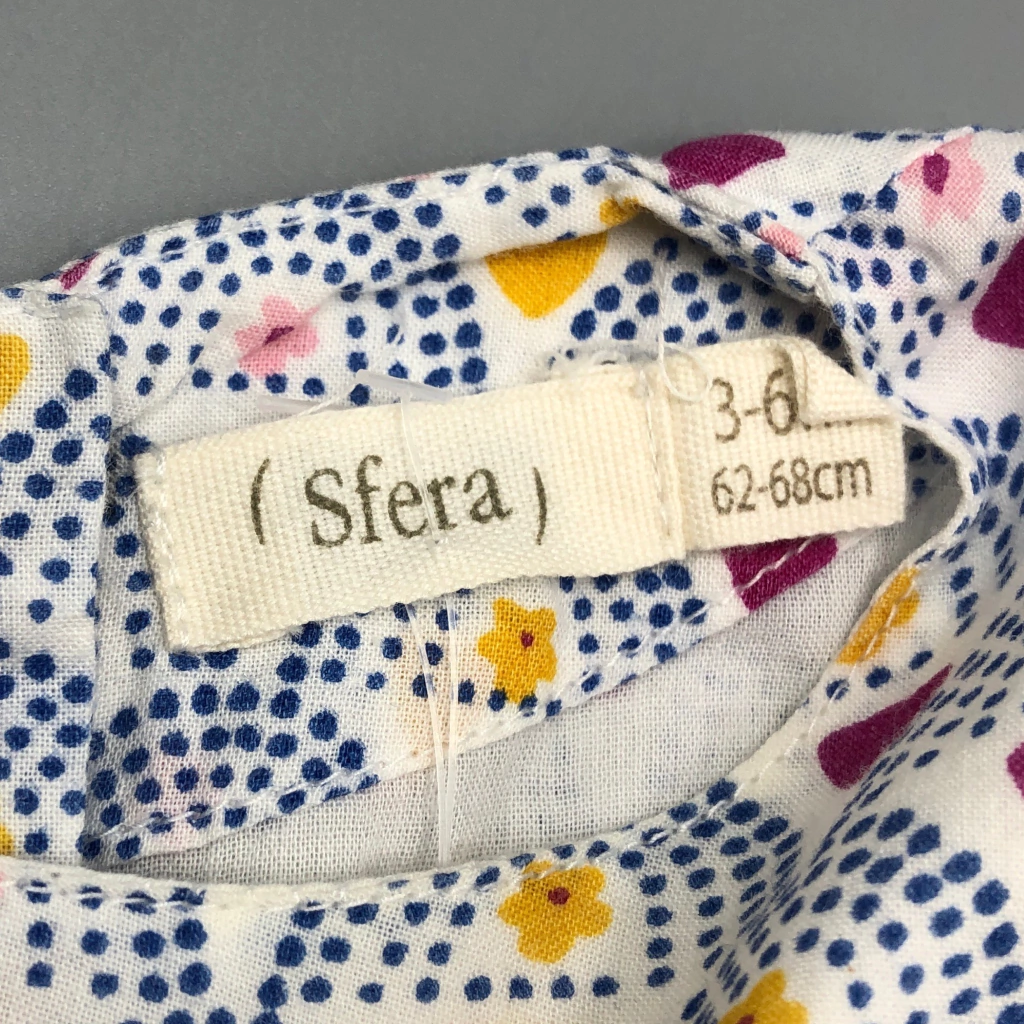 ( Sfera )
3-6
62-68cm